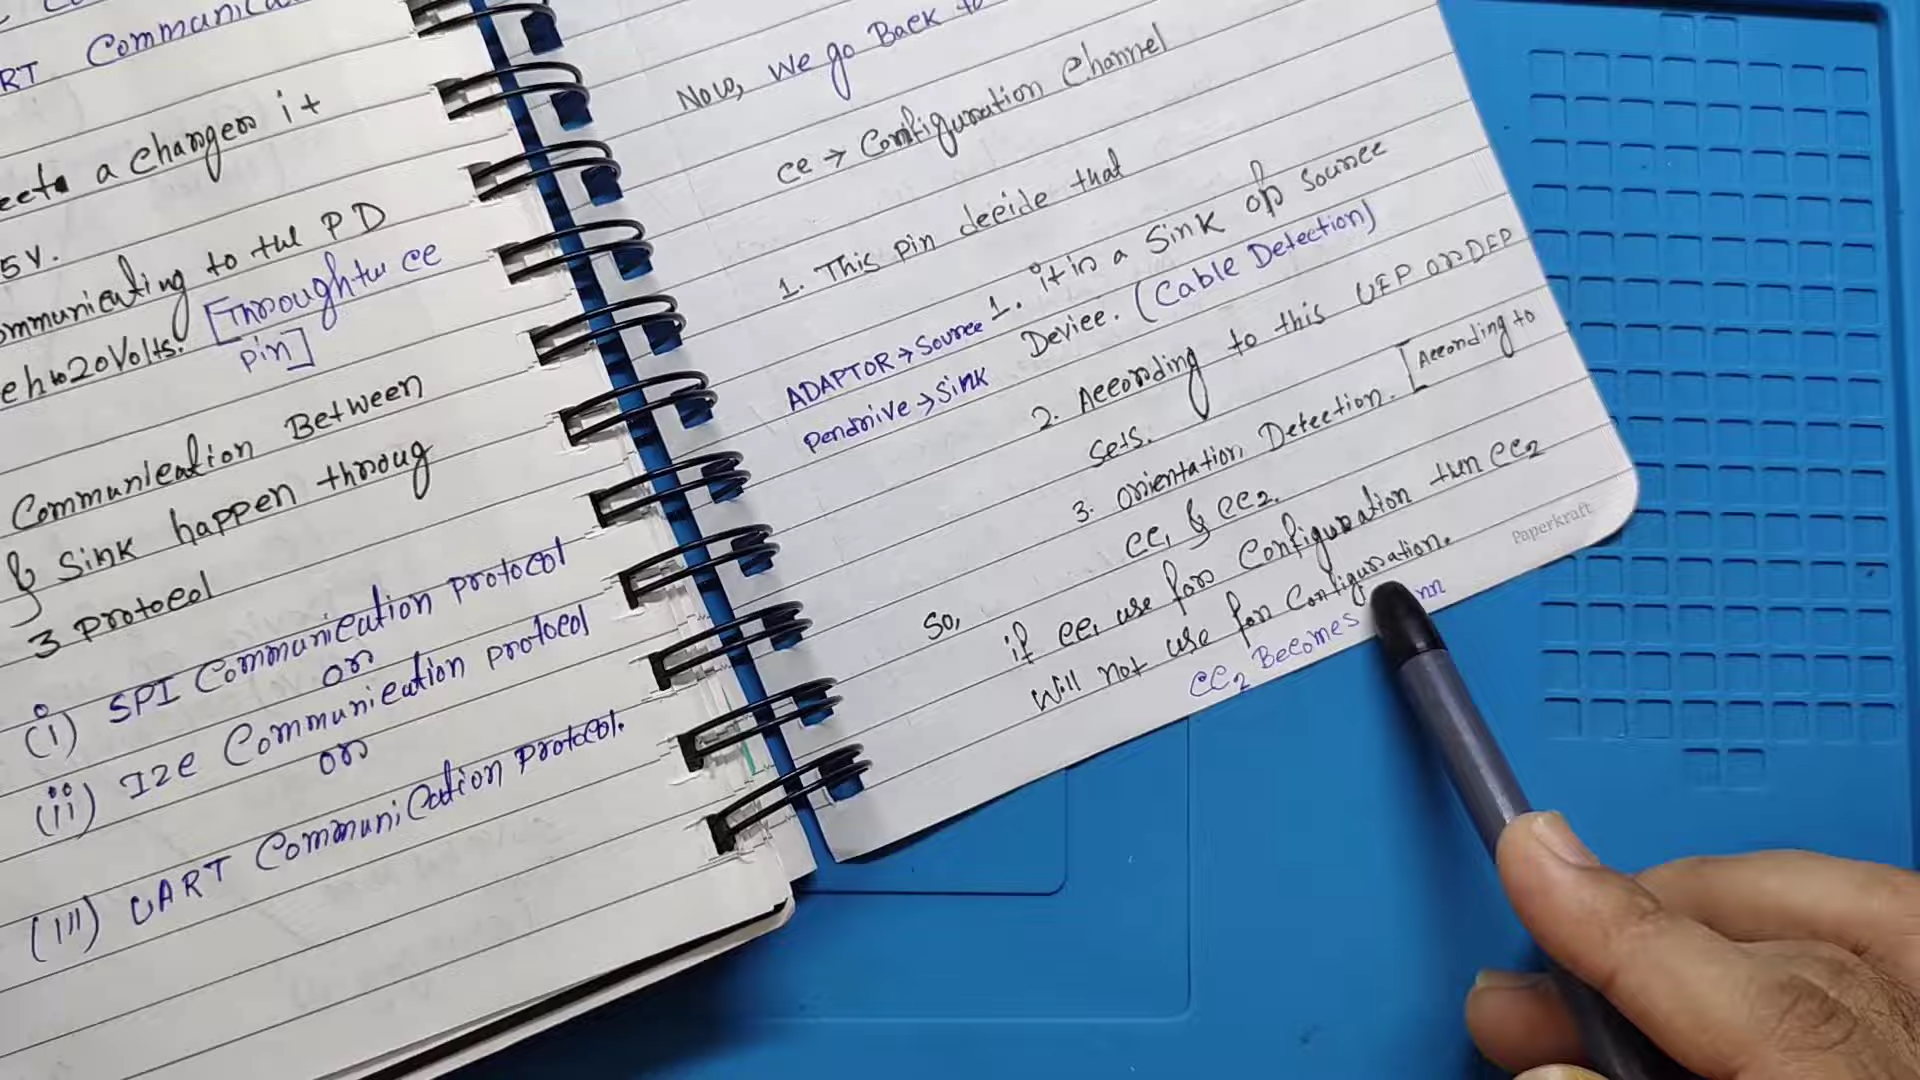 RT Communica
a charger it
5V.
ommunicating to the PD
20Volts. [Through the CC
pin]
Communication Between
& Sink happen throug
3 protocol
(i) SPI Communication protocol
or
(ii) I2C Communication protocol
or
(iii) UART Communication protocol.
Now, We go Back to
CC → Configuration Channel
1. This pin decide that
1. it is a Sink or Source
ADAPTOR → Source
Device. (Cable Detection)
Pendrive → Sink
2. According to this UFP or DFP
Sets.
3. Orientation Detection. [According to
CC1 & CC2.
So,
if CC1 use for Configuration then CC2
Will not use for Configuration.
CC2 Becomes
Paperkraft